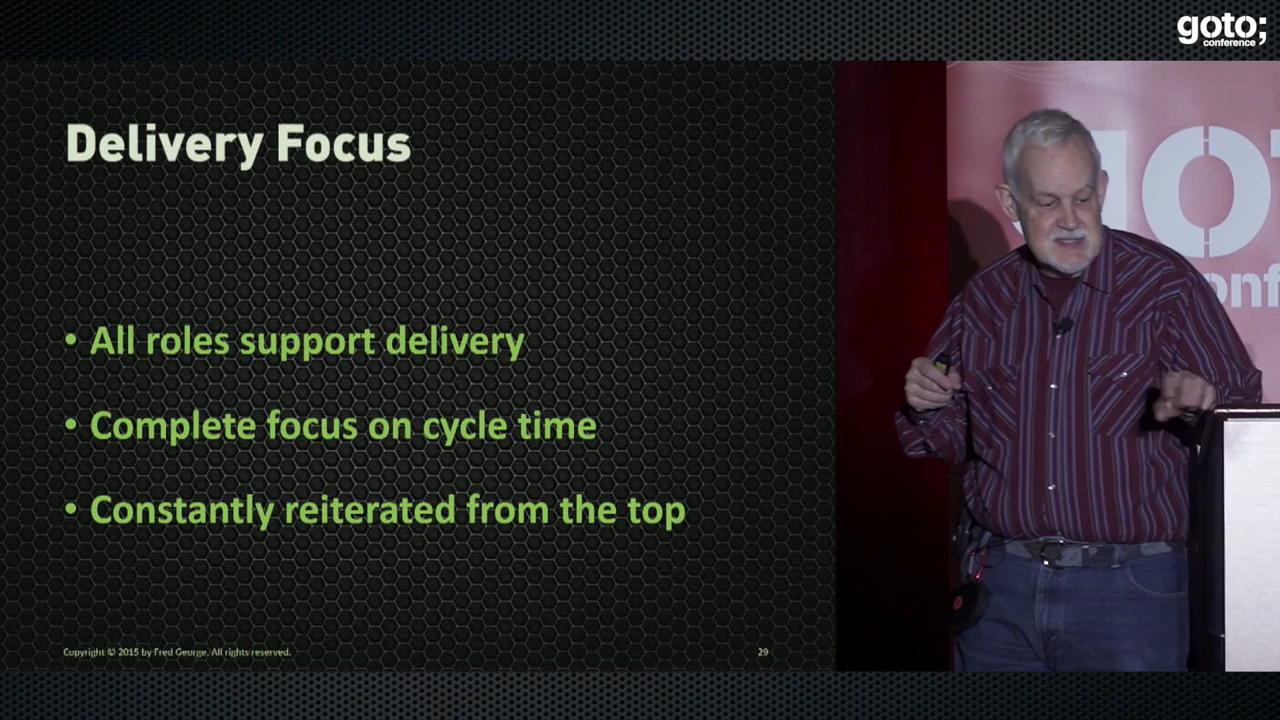 goto;
conference
Delivery Focus
• All roles support delivery
• Complete focus on cycle time
• Constantly reiterated from the top
Copyright © 2015 by Fred George. All rights reserved.
29